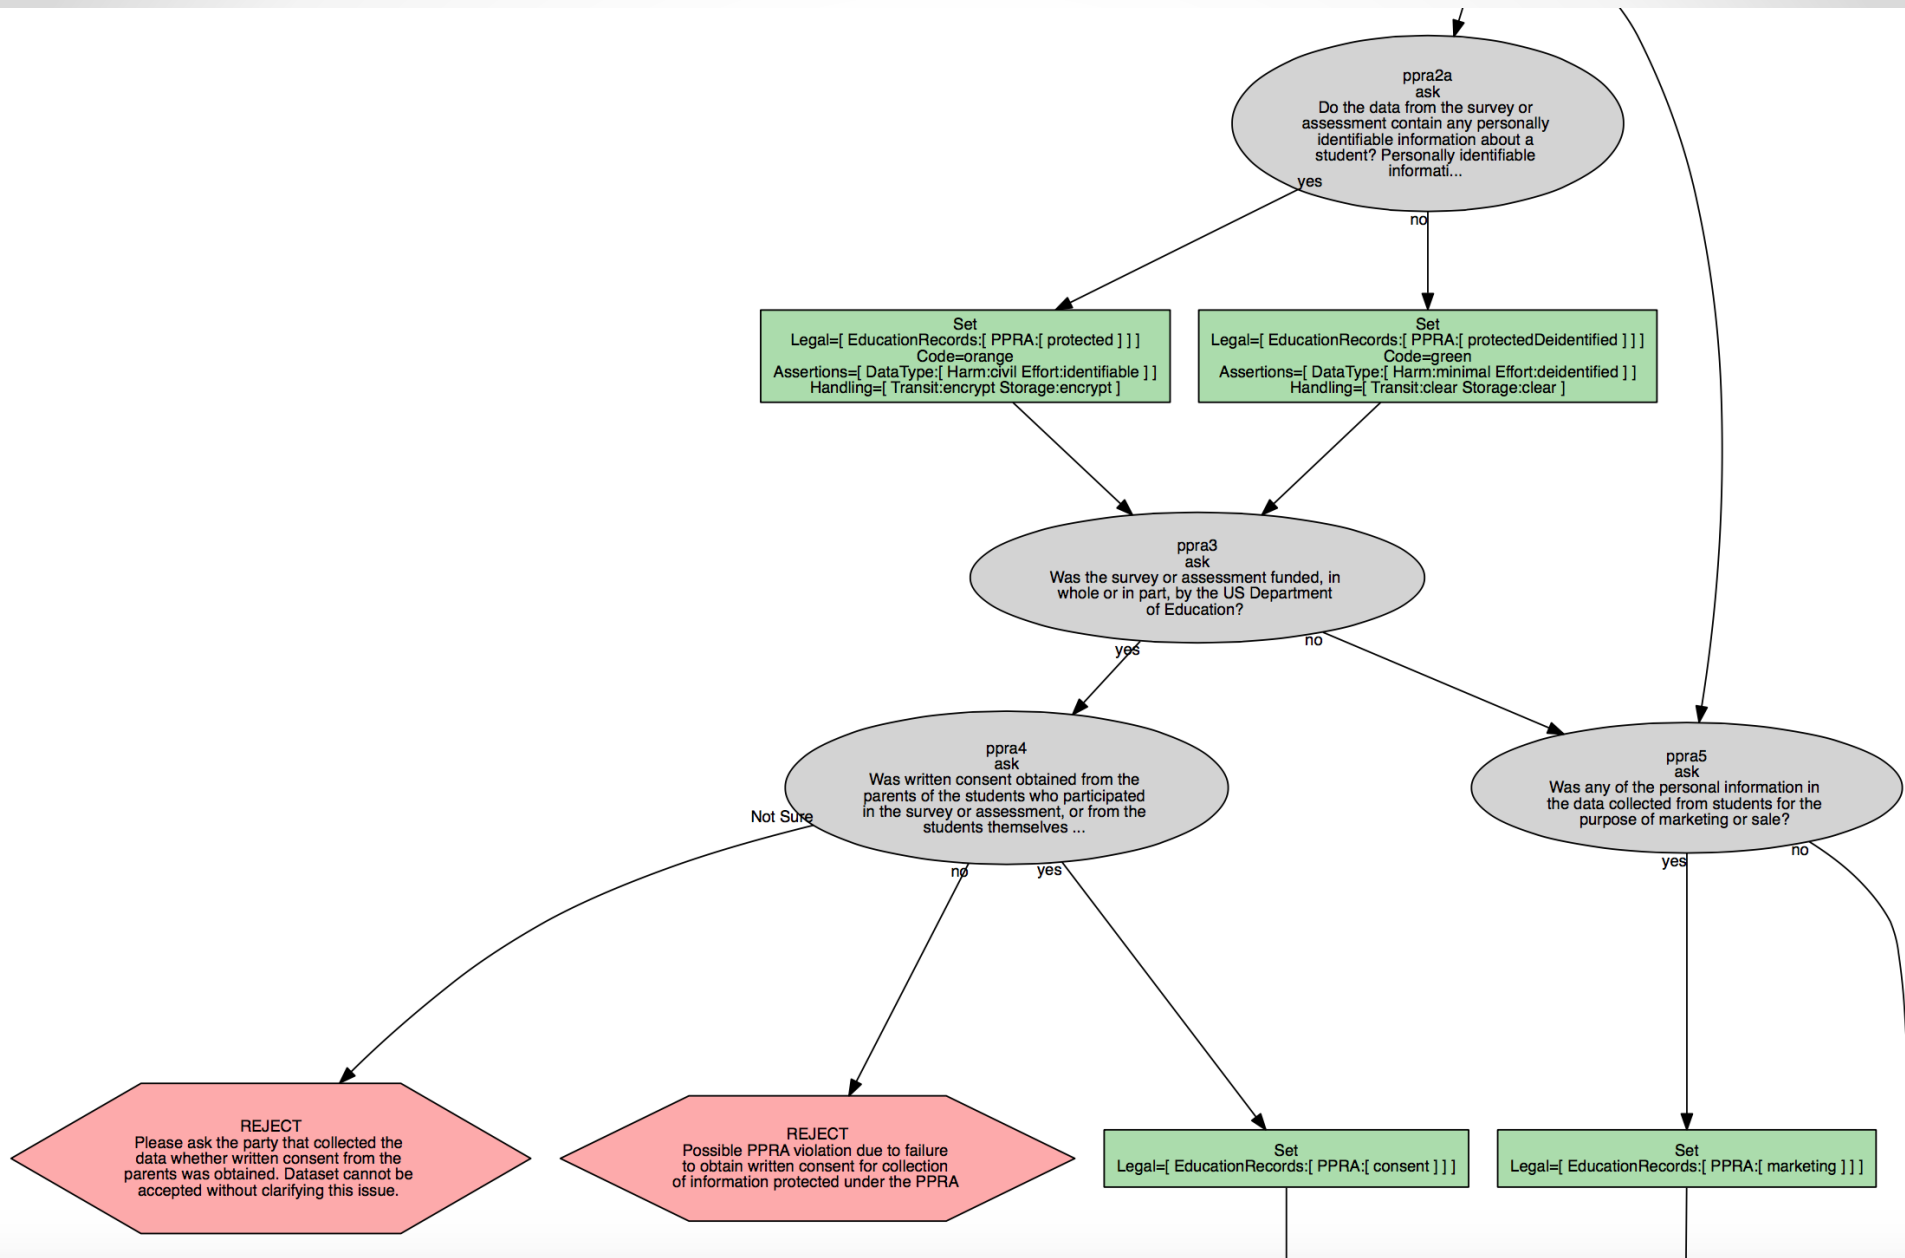 ppra2a
ask
Do the data from the survey or
assessment contain any personally
identifiable information about a
student? Personally identifiable
informati...
yes
no
Set
Legal=[ EducationRecords:[ PPRA:[ protected ] ] ]
Code=orange
Assertions=[ DataType:[ Harm:civil Effort:identifiable ] ]
Handling=[ Transit:encrypt Storage:encrypt ]
Set
Legal=[ EducationRecords:[ PPRA:[ protectedDeidentified ] ] ]
Code=green
Assertions=[ DataType:[ Harm:minimal Effort:deidentified ] ]
Handling=[ Transit:clear Storage:clear ]
ppra3
ask
Was the survey or assessment funded, in
whole or in part, by the US Department
of Education?
yes
no
ppra4
ask
Was written consent obtained from the
parents of the students who participated
in the survey or assessment, or from the
students themselves ...
Not Sure
no
yes
ppra5
ask
Was any of the personal information in
the data collected from students for the
purpose of marketing or sale?
yes
no
REJECT
Please ask the party that collected the
data whether written consent from the
parents was obtained. Dataset cannot be
accepted without clarifying this issue.
REJECT
Possible PPRA violation due to failure
to obtain written consent for collection
of information protected under the PPRA
Set
Legal=[ EducationRecords:[ PPRA:[ consent ] ] ]
Set
Legal=[ EducationRecords:[ PPRA:[ marketing ] ] ]